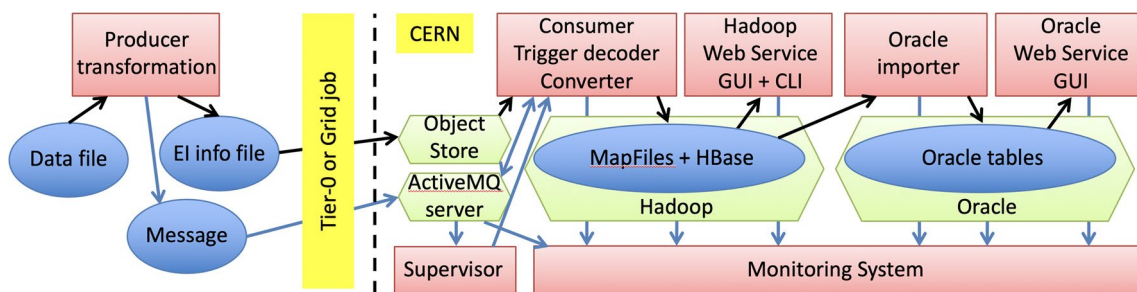 Producer
transformation
Data file
EI info file
Message
Tier-0 or Grid job
CERN
Consumer
Trigger decoder
Converter
Hadoop
Web Service
GUI + CLI
Oracle
importer
Oracle
Web Service
GUI
Object
Store
ActiveMQ
server
MapFiles + HBase
Hadoop
Oracle tables
Oracle
Supervisor
Monitoring System